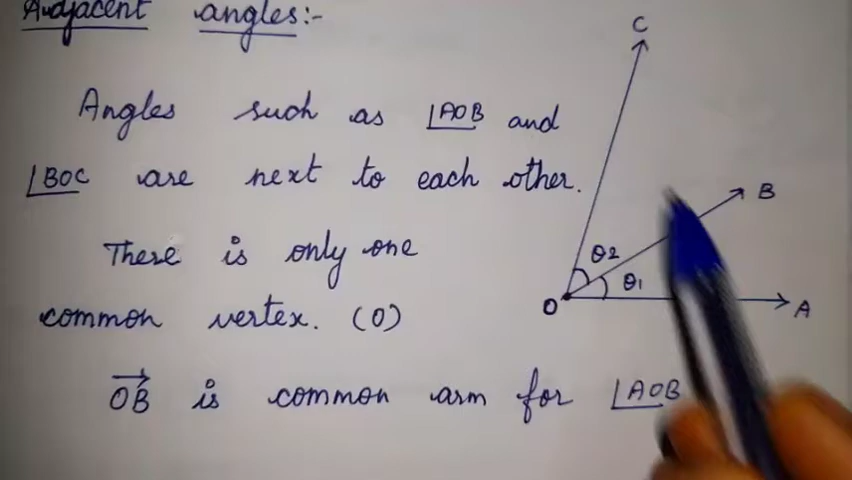 Adjacent angles:-
Angles such as ∠AOB and
∠BOC are next to each other.
There is only one
common vertex. (O)
OB is common arm for ∠AOB
C
B
θ2
θ1
O
A